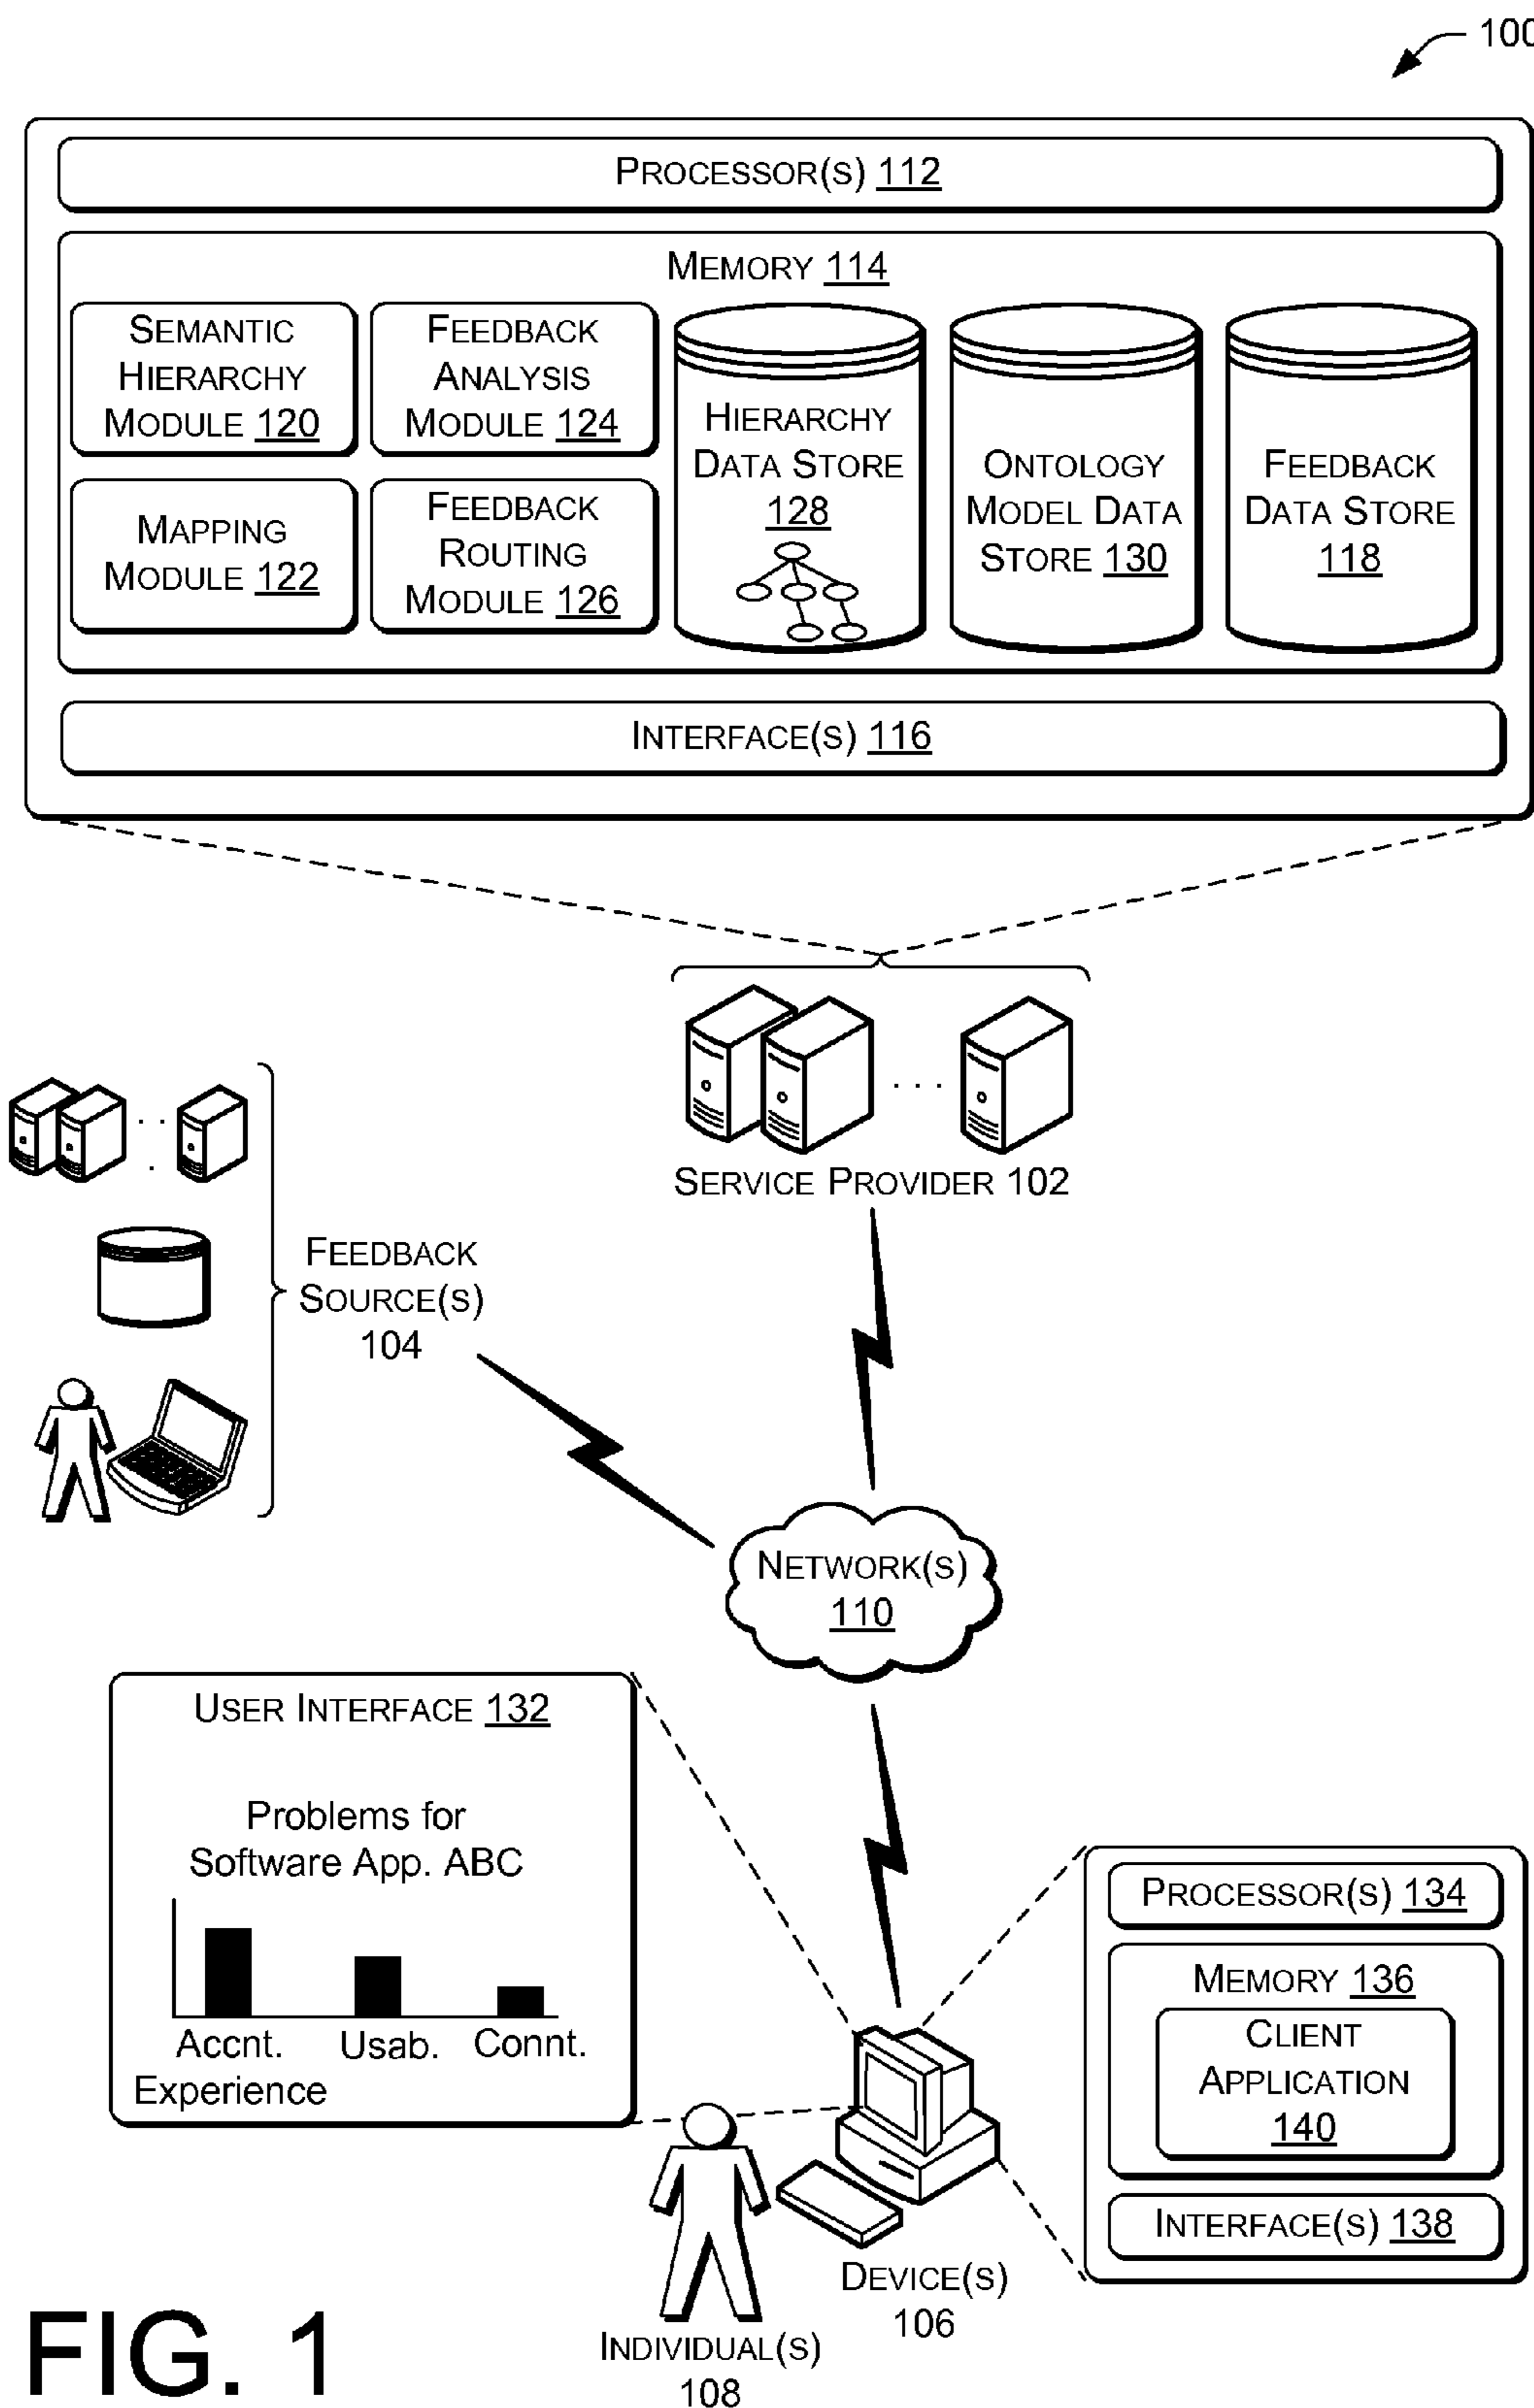 100
PROCESSOR(S) 112
MEMORY 114
SEMANTIC
HIERARCHY
MODULE 120
FEEDBACK
ANALYSIS
MODULE 124
MAPPING
MODULE 122
FEEDBACK
ROUTING
MODULE 126
HIERARCHY
DATA STORE
128
ONTOLOGY
MODEL DATA
STORE 130
FEEDBACK
DATA STORE
118
INTERFACE(S) 116
SERVICE PROVIDER 102
FEEDBACK
SOURCE(S)
104
NETWORK(S)
110
USER INTERFACE 132
Problems for
Software App. ABC
Accnt. Usab. Connt.
Experience
PROCESSOR(S) 134
MEMORY 136
CLIENT
APPLICATION
140
INTERFACE(S) 138
DEVICE(S)
106
INDIVIDUAL(S)
108
FIG. 1